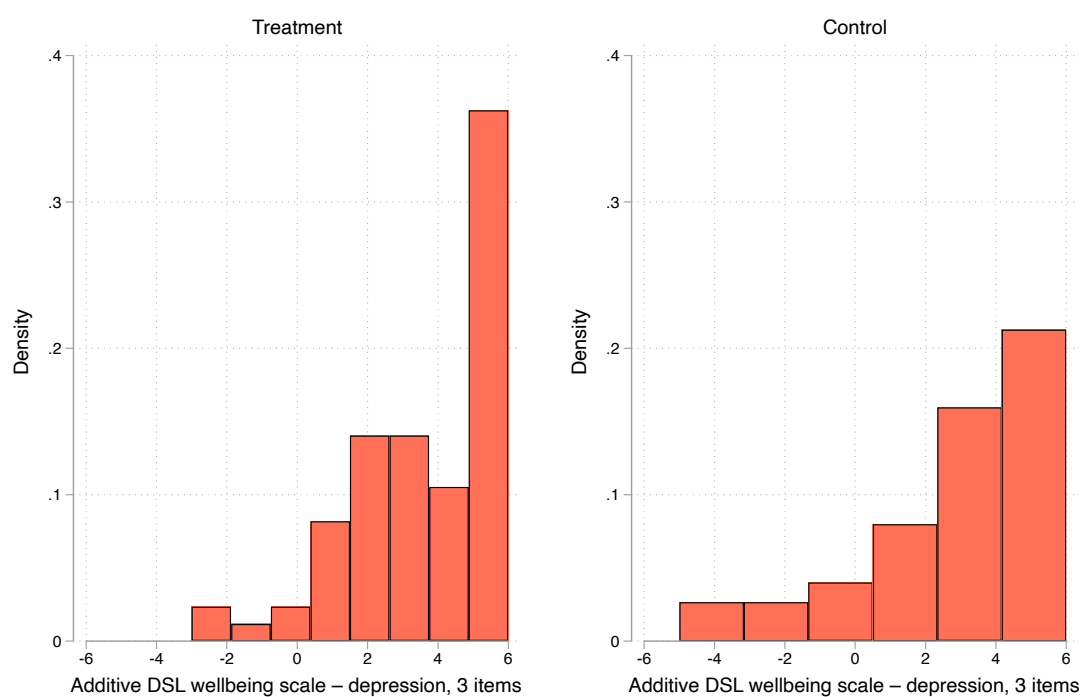 Treatment
Control
.4
.3
.2
.1
0
Density
-6 -4 -2 0 2 4 6
Additive DSL wellbeing scale – depression, 3 items
.4
.3
.2
.1
0
Density
-6 -4 -2 0 2 4 6
Additive DSL wellbeing scale – depression, 3 items